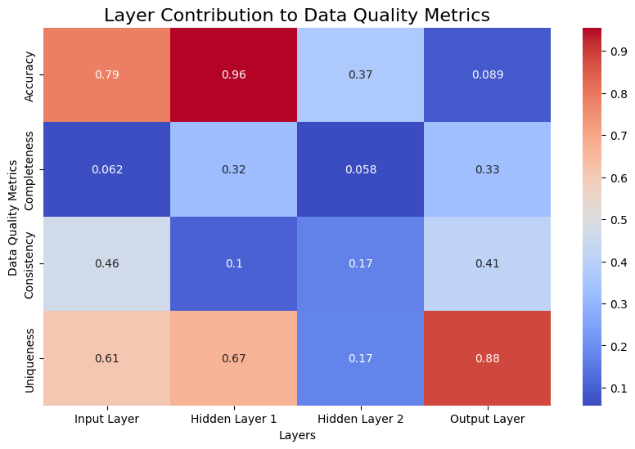 Layer Contribution to Data Quality Metrics
Data Quality Metrics
Accuracy
0.79 0.96 0.37 0.089
Completeness
0.062 0.32 0.058 0.33
Consistency
0.46 0.1 0.17 0.41
Uniqueness
0.61 0.67 0.17 0.88
Input Layer Hidden Layer 1 Hidden Layer 2 Output Layer
Layers
0.9
0.8
0.7
0.6
0.5
0.4
0.3
0.2
0.1